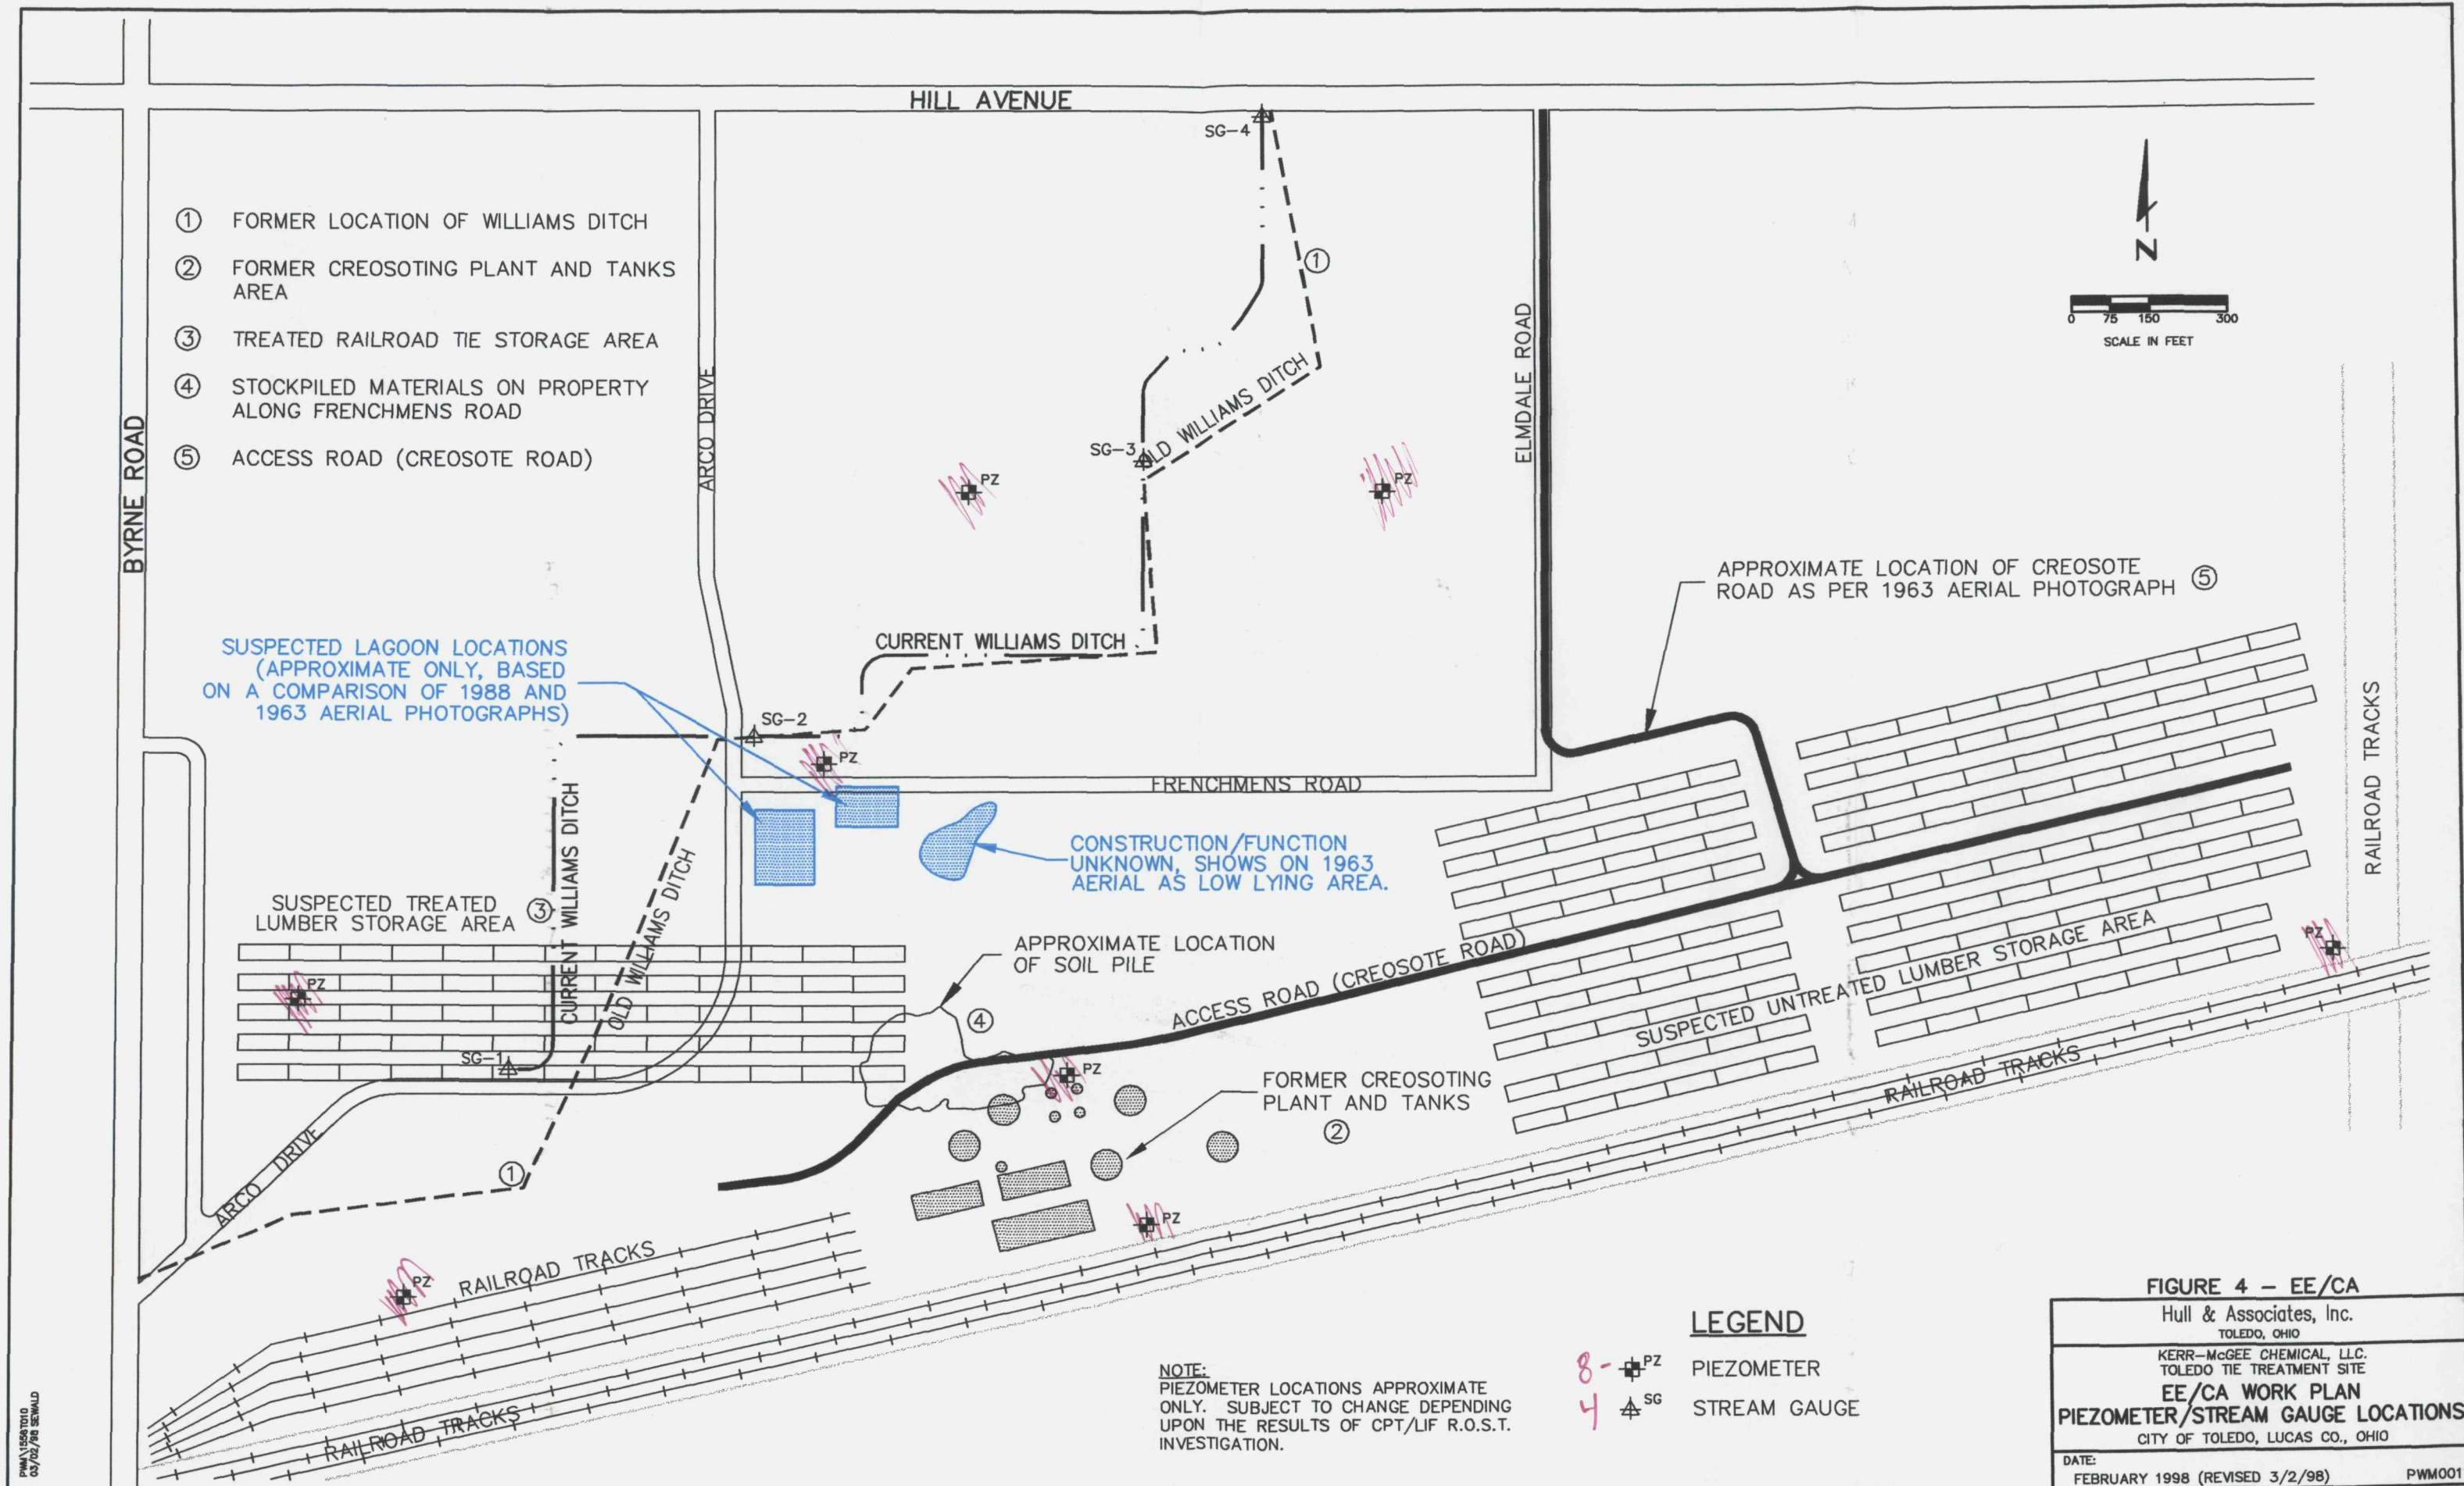 HILL AVENUE
SG-4
① FORMER LOCATION OF WILLIAMS DITCH
② FORMER CREOSOTING PLANT AND TANKS
AREA
③ TREATED RAILROAD TIE STORAGE AREA
④ STOCKPILED MATERIALS ON PROPERTY
ALONG FRENCHMENS ROAD
⑤ ACCESS ROAD (CREOSOTE ROAD)
BYRNE ROAD
ARCO DRIVE
①
OLD WILLIAMS DITCH
SG-3
PZ
PZ
ELMDALE ROAD
N
0 75 150 300
SCALE IN FEET
APPROXIMATE LOCATION OF CREOSOTE
ROAD AS PER 1963 AERIAL PHOTOGRAPH ⑤
SUSPECTED LAGOON LOCATIONS
(APPROXIMATE ONLY, BASED
ON A COMPARISON OF 1988 AND
1963 AERIAL PHOTOGRAPHS)
CURRENT WILLIAMS DITCH
SG-2
PZ
FRENCHMENS ROAD
RAILROAD TRACKS
CONSTRUCTION/FUNCTION
UNKNOWN, SHOWS ON 1963
AERIAL AS LOW LYING AREA.
CURRENT WILLIAMS DITCH
OLD WILLIAMS DITCH
SUSPECTED TREATED
LUMBER STORAGE AREA ③
PZ
SG-1
APPROXIMATE LOCATION
OF SOIL PILE
④
ACCESS ROAD (CREOSOTE ROAD)
SUSPECTED UNTREATED LUMBER STORAGE AREA
PZ
PZ
RAILROAD TRACKS
FORMER CREOSOTING
PLANT AND TANKS
②
①
ARCO DRIVE
PZ
PZ
RAILROAD TRACKS
RAILROAD TRACKS
NOTE:
PIEZOMETER LOCATIONS APPROXIMATE
ONLY. SUBJECT TO CHANGE DEPENDING
UPON THE RESULTS OF CPT/LIF R.O.S.T.
INVESTIGATION.
LEGEND
8- PZ PIEZOMETER
4 SG STREAM GAUGE
FIGURE 4 - EE/CA
Hull & Associates, Inc.
TOLEDO, OHIO
KERR-McGEE CHEMICAL, LLC.
TOLEDO TIE TREATMENT SITE
EE/CA WORK PLAN
PIEZOMETER/STREAM GAUGE LOCATIONS
CITY OF TOLEDO, LUCAS CO., OHIO
DATE:
FEBRUARY 1998 (REVISED 3/2/98) PWM001
03/02/98 SEWALD